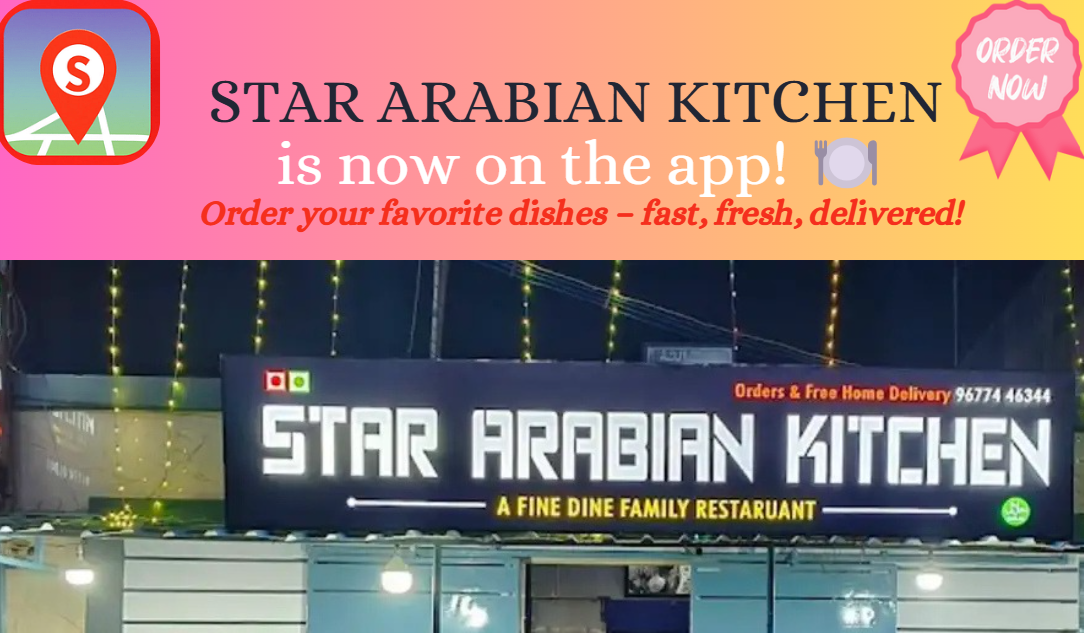 S
ORDER
NOW
STAR ARABIAN KITCHEN
is now on the app!
Order your favorite dishes – fast, fresh, delivered!
Orders & Free Home Delivery 96774 46344
STAR ARABIAN KITCHEN
A FINE DINE FAMILY RESTARUANT